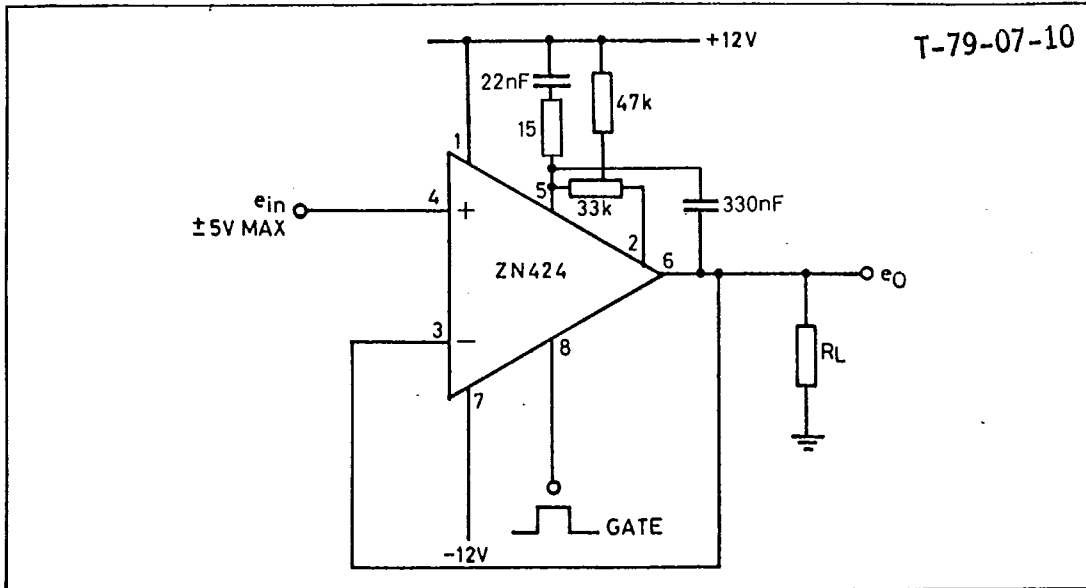 T-79-07-10
+12V
22nF
47k
15
1
5
33k
330nF
4
+
ein
±5V MAX
2
6
ZN424
eO
3
−
8
RL
7
GATE
-12V